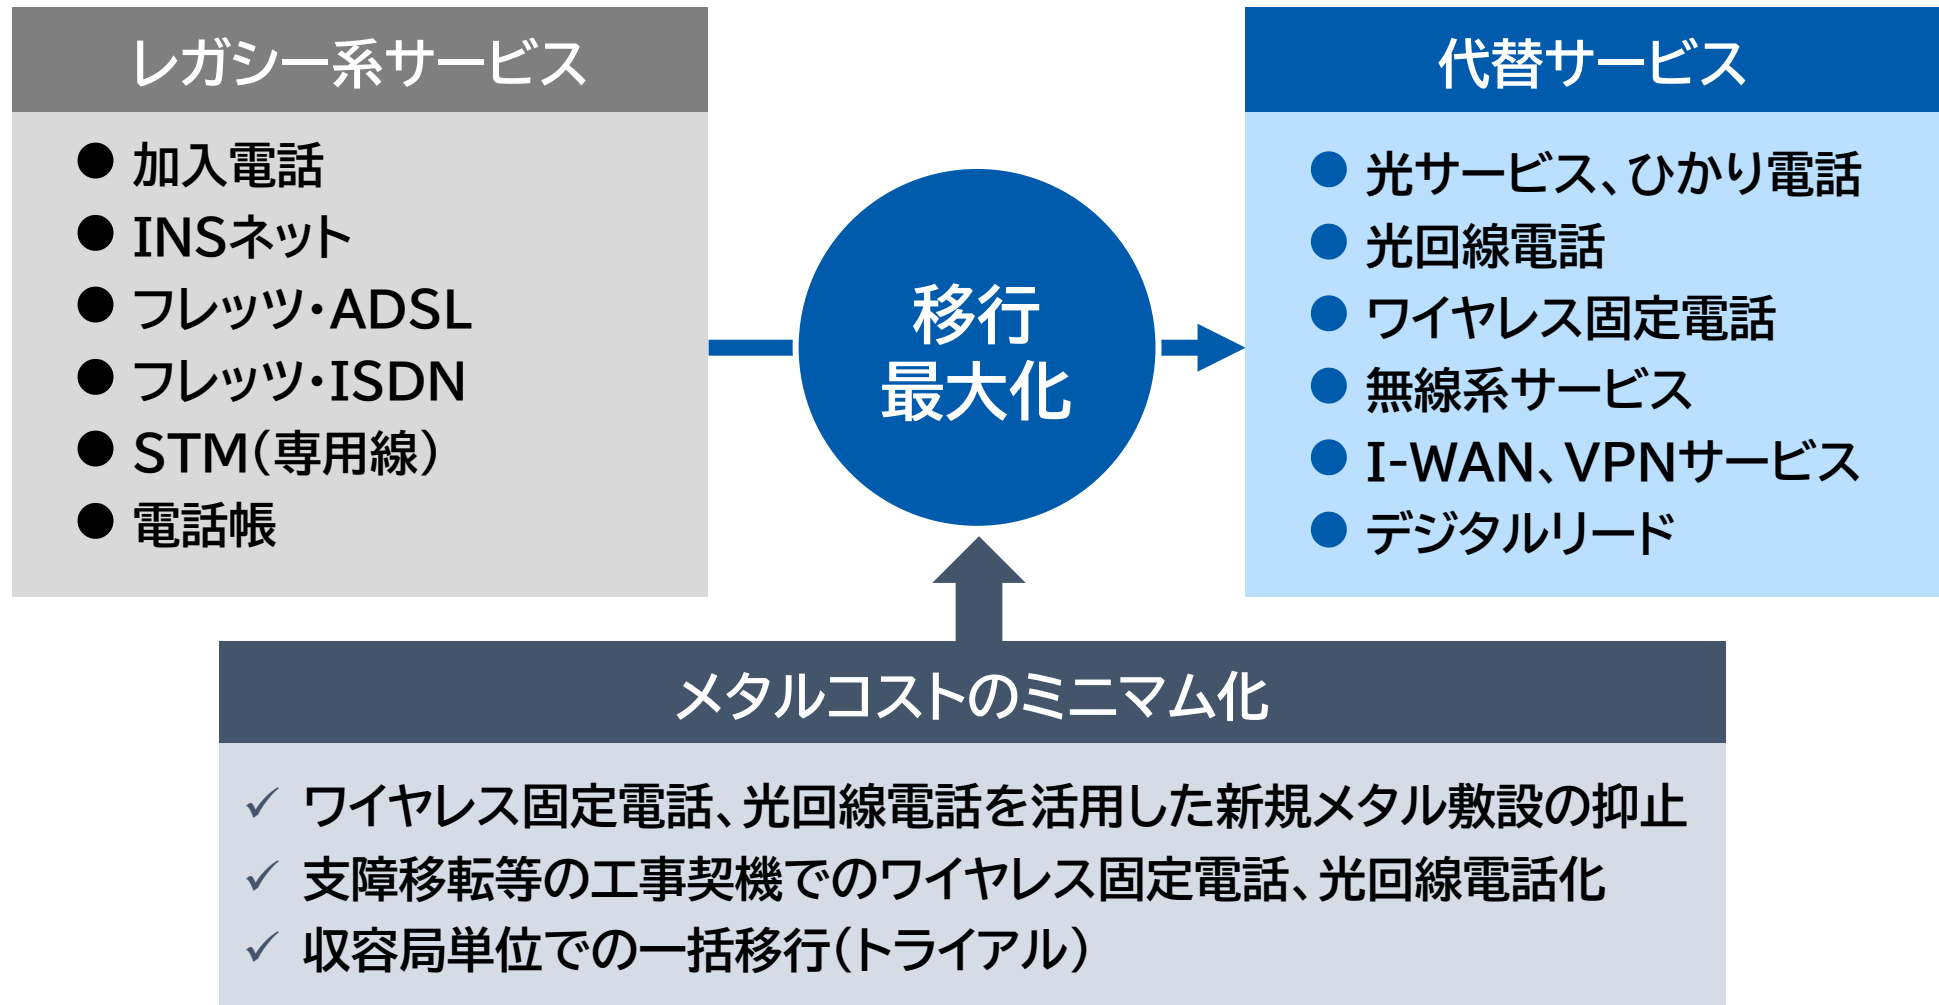 レガシー系サービス
● 加入電話
● INSネット
● フレッツ・ADSL
● フレッツ・ISDN
● STM(専用線)
● 電話帳
移行
最大化
代替サービス
● 光サービス、ひかり電話
● 光回線電話
● ワイヤレス固定電話
● 無線系サービス
● I-WAN、VPNサービス
● デジタルリード
メタルコストのミニマム化
✓ ワイヤレス固定電話、光回線電話を活用した新規メタル敷設の抑止
✓ 支障移転等の工事契機でのワイヤレス固定電話、光回線電話化
✓ 収容局単位での一括移行(トライアル)